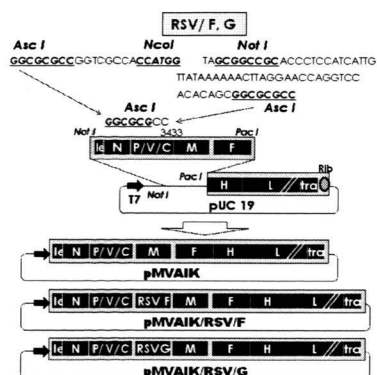 RSV/ F, G
Asc I NcoI Not I
GGCGCGCCGGTCGCCACCATGG TAGCGGCCGCACCCTCCATCATTG
TTATAAAAAACTTAGGAACCAGGTCC
ACACAGCGGCGCGCC
Asc I Asc I
GGCGCGCC
Not I 3433 Pac I
le N P/V/C M F
Pac I Rib
H L tra
T7 Not I pUC 19
le N P/V/C M F H L tra
pMVAIK
le N P/V/C RSV F M F H L tra
pMVAIK/RSV/F
le N P/V/C RSVG M F H L tra
pMVAIK/RSV/G